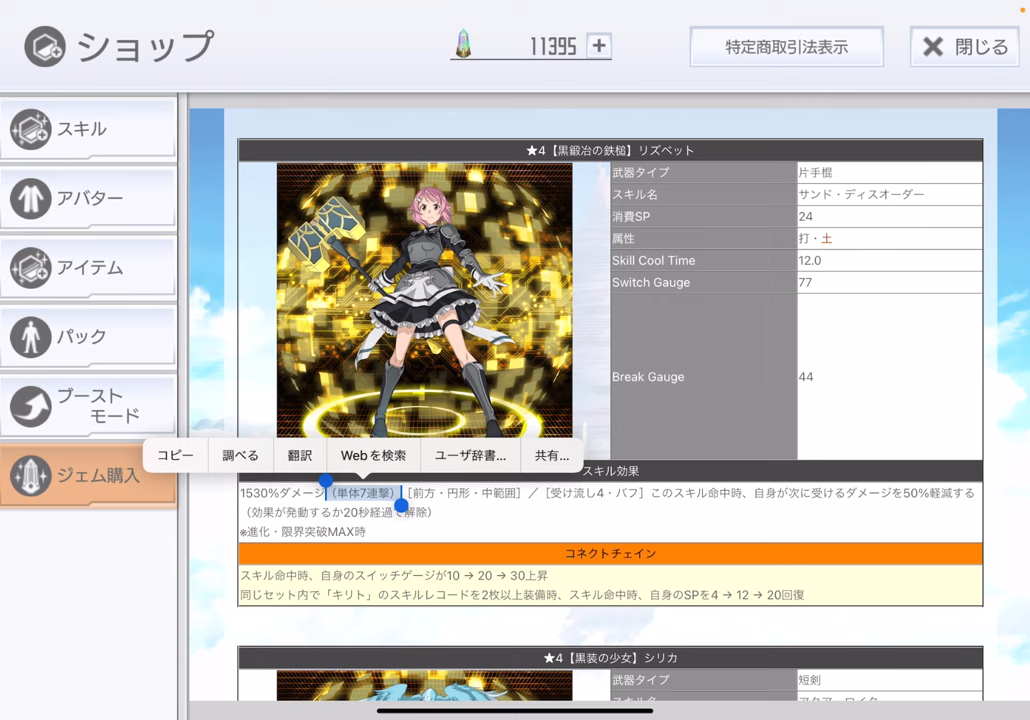 ショップ
11395
+
特定商取引法表示
閉じる
スキル
アバター
アイテム
パック
ブースト
モード
ジェム購入
★4【黒鍛冶の鉄槌】リズベット
武器タイプ 片手棍
スキル名 サンド・ディスオーダー
消費SP 24
属性 打・土
Skill Cool Time 12.0
Switch Gauge 77
Break Gauge 44
コピー 調べる 翻訳 Webを検索 ユーザ辞書... 共有...
スキル効果
1530%ダメージ（単体7連撃）［前方・円形・中範囲］／［受け流し4・バフ］このスキル命中時、自身が次に受けるダメージを50%軽減する
（効果が発動するか20秒経過で解除）
※進化・限界突破MAX時
コネクトチェイン
スキル命中時、自身のスイッチゲージが10 → 20 → 30上昇
同じセット内で「キリト」のスキルレコードを2枚以上装備時、スキル命中時、自身のSPを4 → 12 → 20回復
★4【黒装の少女】シリカ
武器タイプ 短剣
スキル名